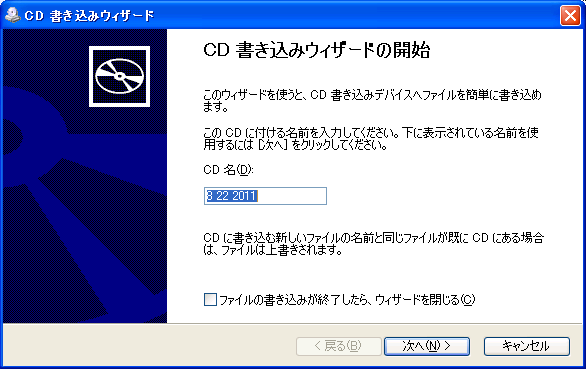 CD 書き込みウィザード
CD 書き込みウィザードの開始
このウィザードを使うと、CD 書き込みデバイスへファイルを簡単に書き込め
ます。
この CD に付ける名前を入力してください。下に表示されている名前を使
用するには [次へ] をクリックしてください。
CD 名(D):
8 22 2011
CD に書き込む新しいファイルの名前と同じファイルが既に CD にある場合
は、ファイルは上書きされます。
ファイルの書き込みが終了したら、ウィザードを閉じる(C)
< 戻る(B)
次へ(N) >
キャンセル